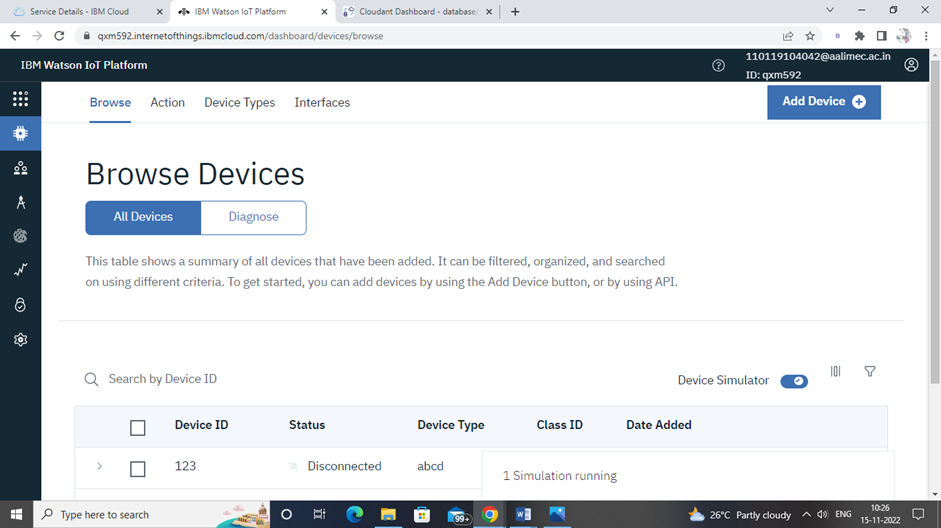 Service Details - IBM Cloud
IBM Watson IoT Platform
Cloudant Dashboard - database/
qxm592.internetofthings.ibmcloud.com/dashboard/devices/browse
IBM Watson IoT Platform
110119104042@aalimec.ac.in
ID: qxm592
Browse Action Device Types Interfaces
Add Device
Browse Devices
All Devices Diagnose
This table shows a summary of all devices that have been added. It can be filtered, organized, and searched
on using different criteria. To get started, you can add devices by using the Add Device button, or by using API.
Search by Device ID
Device Simulator
Device ID Status Device Type Class ID Date Added
123 Disconnected abcd
1 Simulation running
Type here to search
99+
26°C Partly cloudy
ENG
10:26
15-11-2022